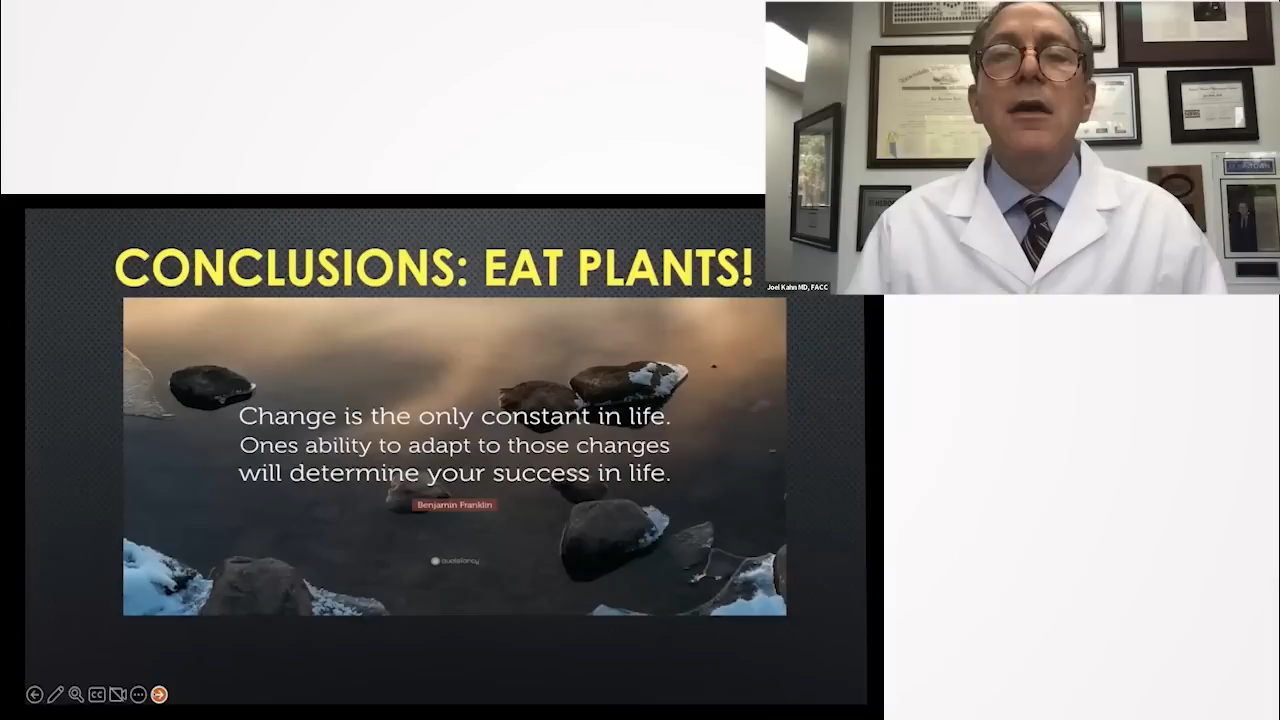 CONCLUSIONS: EAT PLANTS!
Change is the only constant in life.
Ones ability to adapt to those changes
will determine your success in life.
Benjamin Franklin
quotefancy
CC
Joel Kahn MD, FACC